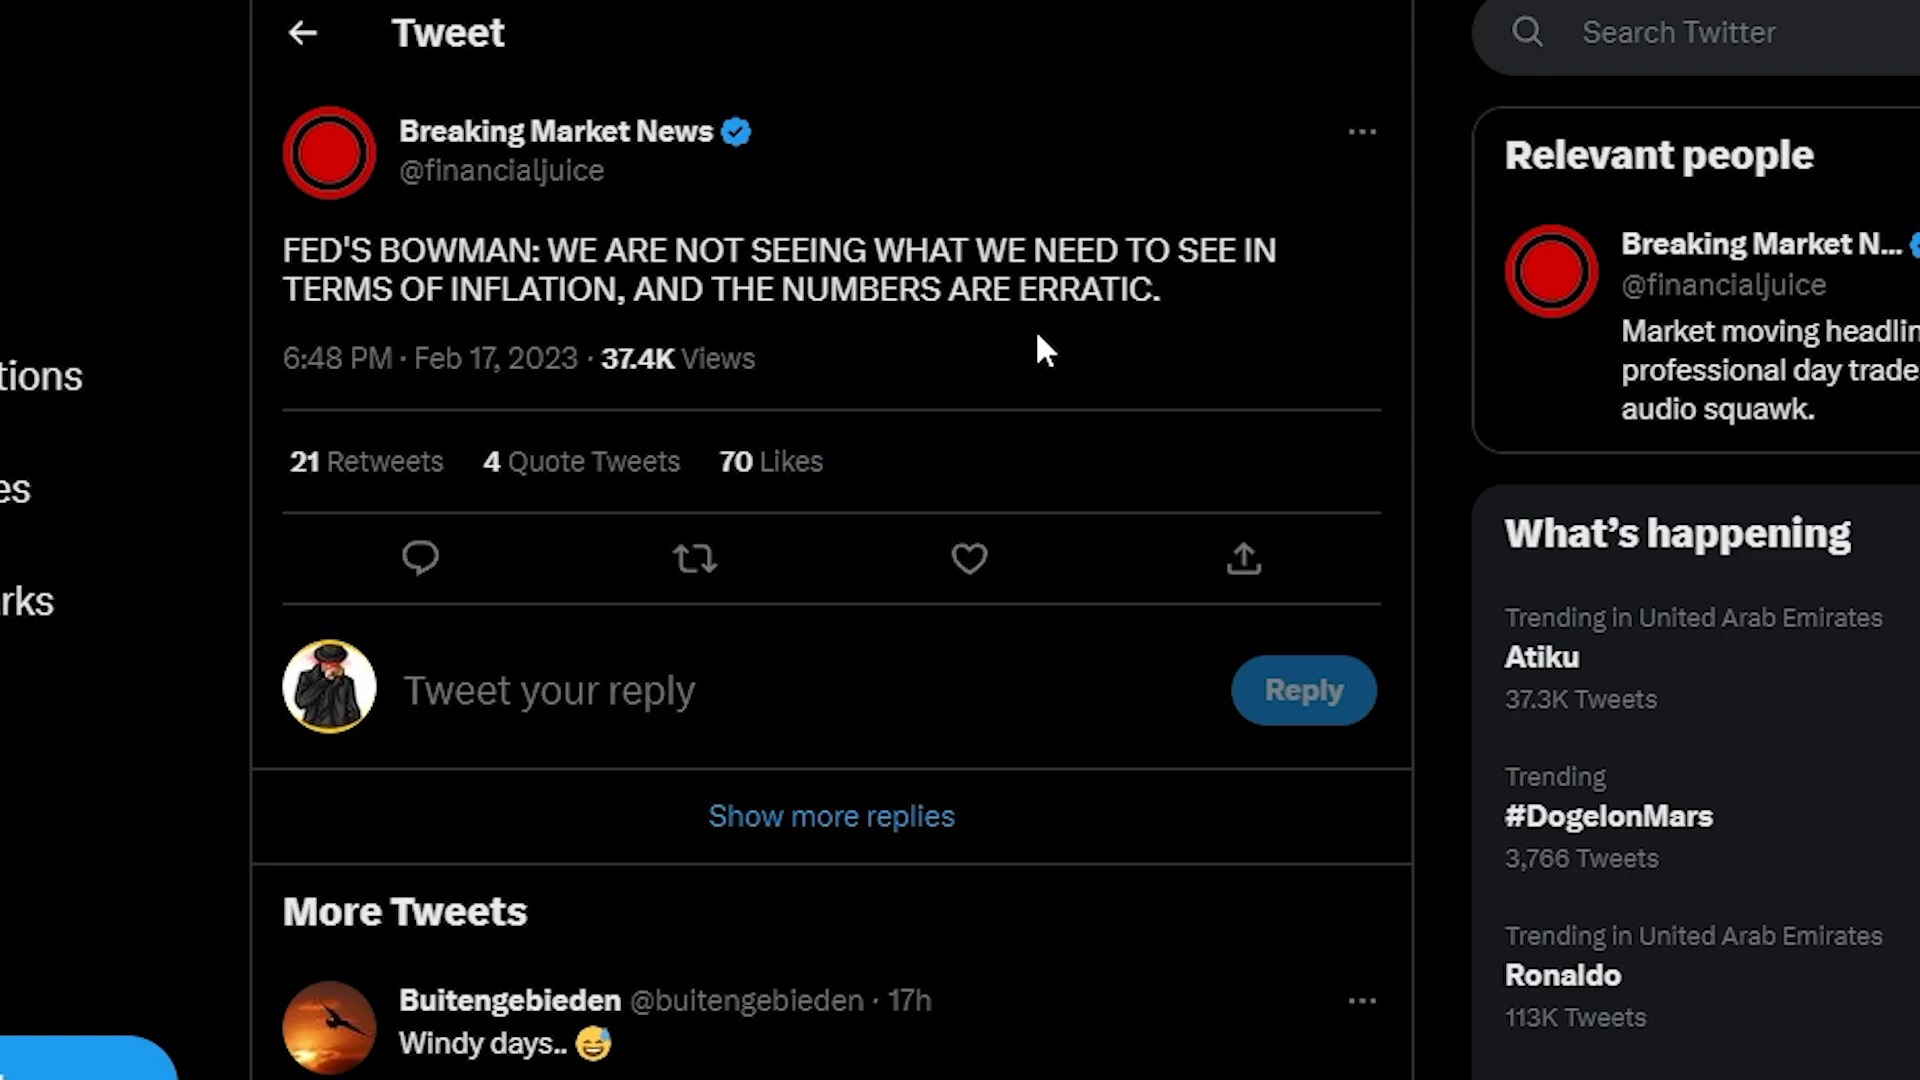 Tweet
Search Twitter
Breaking Market News
@financialjuice
FED'S BOWMAN: WE ARE NOT SEEING WHAT WE NEED TO SEE IN
TERMS OF INFLATION, AND THE NUMBERS ARE ERRATIC.
6:48 PM · Feb 17, 2023 · 37.4K Views
21 Retweets 4 Quote Tweets 70 Likes
Tweet your reply
Reply
Show more replies
More Tweets
Buitengebieden @buitengebieden · 17h
Windy days.. 😅
tions
es
rks
Relevant people
Breaking Market N...
@financialjuice
Market moving headlin
professional day trade
audio squawk.
What's happening
Trending in United Arab Emirates
Atiku
37.3K Tweets
Trending
#DogelonMars
3,766 Tweets
Trending in United Arab Emirates
Ronaldo
113K Tweets